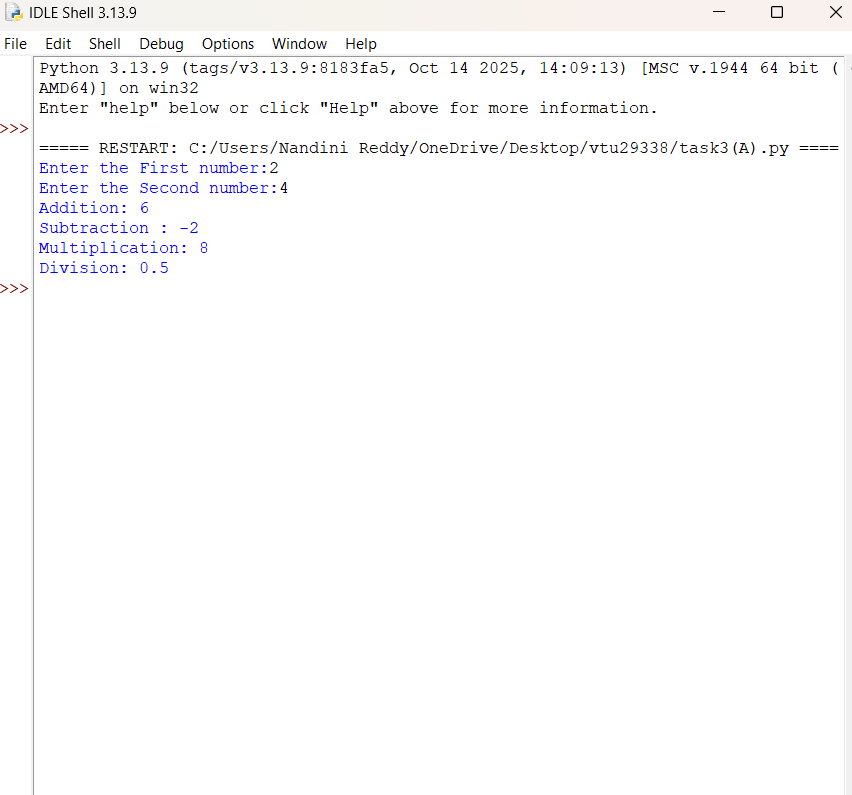 IDLE Shell 3.13.9
File Edit Shell Debug Options Window Help
Python 3.13.9 (tags/v3.13.9:8183fa5, Oct 14 2025, 14:09:13) [MSC v.1944 64 bit (
AMD64)] on win32
Enter "help" below or click "Help" above for more information.
>>>
===== RESTART: C:/Users/Nandini Reddy/OneDrive/Desktop/vtu29338/task3(A).py ====
Enter the First number:2
Enter the Second number:4
Addition: 6
Subtraction : -2
Multiplication: 8
Division: 0.5
>>>